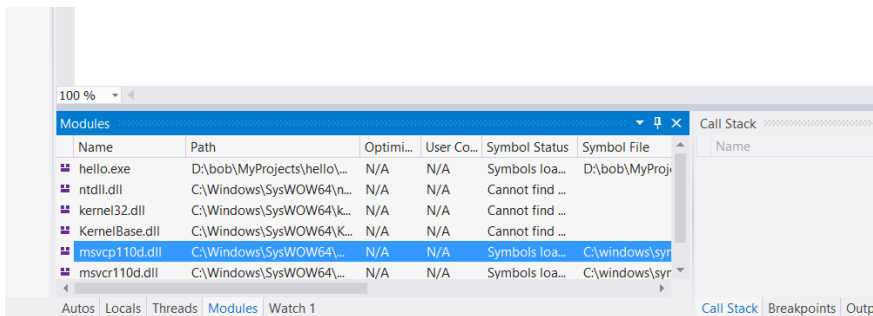 100 %
Modules
Name Path Optimi... User Co... Symbol Status Symbol File
hello.exe D:\bob\MyProjects\hello\... N/A N/A Symbols loa... D:\bob\MyProj
ntdll.dll C:\Windows\SysWOW64\n... N/A N/A Cannot find ...
kernel32.dll C:\Windows\SysWOW64\k... N/A N/A Cannot find ...
KernelBase.dll C:\Windows\SysWOW64\K... N/A N/A Cannot find ...
msvcp110d.dll C:\Windows\SysWOW64\... N/A N/A Symbols loa... C:\windows\syr
msvcr110d.dll C:\Windows\SysWOW64\... N/A N/A Symbols loa... C:\windows\syr
Autos Locals Threads Modules Watch 1
Call Stack
Name
Call Stack Breakpoints Outp